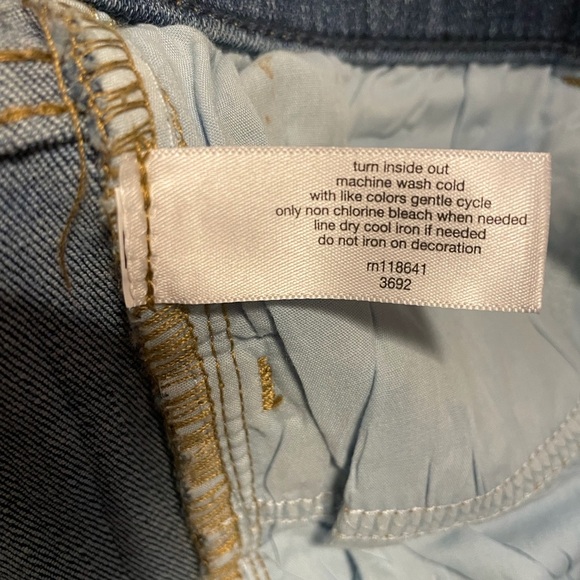 turn inside out
machine wash cold
with like colors gentle cycle
only non chlorine bleach when needed
line dry cool iron if needed
do not iron on decoration
rn118641
3692